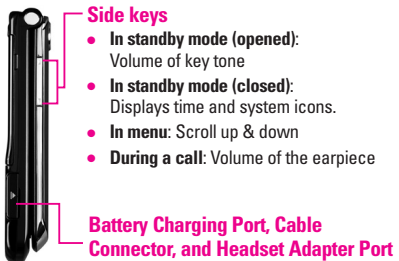 Side keys
• In standby mode (opened):
Volume of key tone
• In standby mode (closed):
Displays time and system icons.
• In menu: Scroll up & down
• During a call: Volume of the earpiece
Battery Charging Port, Cable
Connector, and Headset Adapter Port